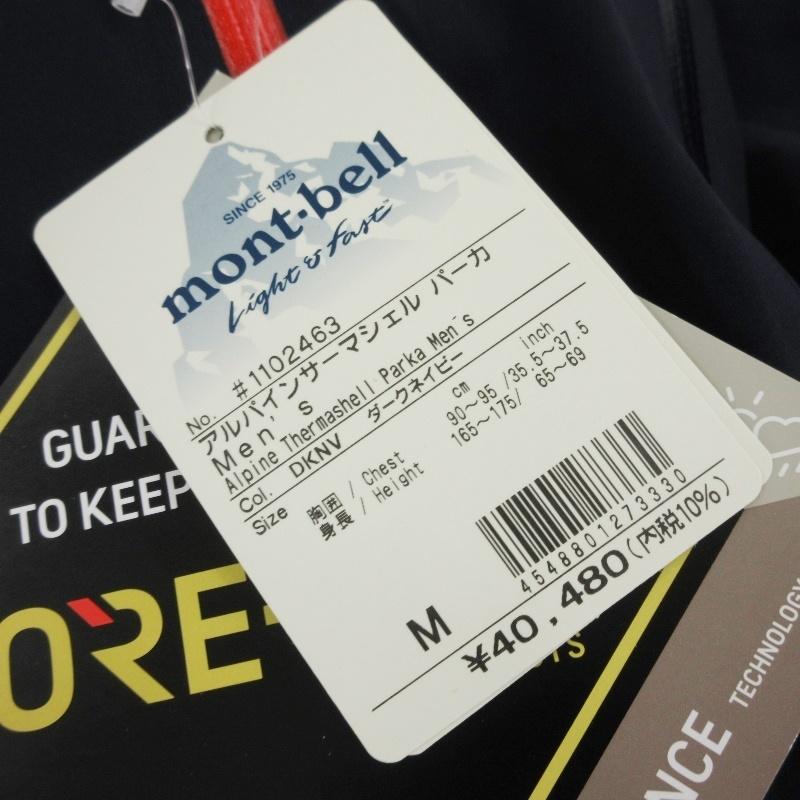 SINCE 1975
mont-bell
Light & Fast
No. #1102463
アルパインサーマシェル パーカ
Men's
Alpine Thermashell Parka Men's
Col. DKNV ダークネイビー
Size cm inch
胸囲 / Chest 90～95 /35.5～37.5
身長 / Height 165～175/ 65～69
4548801273330
M
¥40,480(内税10%)
GUAR
TO KEEP
ORE-
TS
NCE TECHNOLOGY